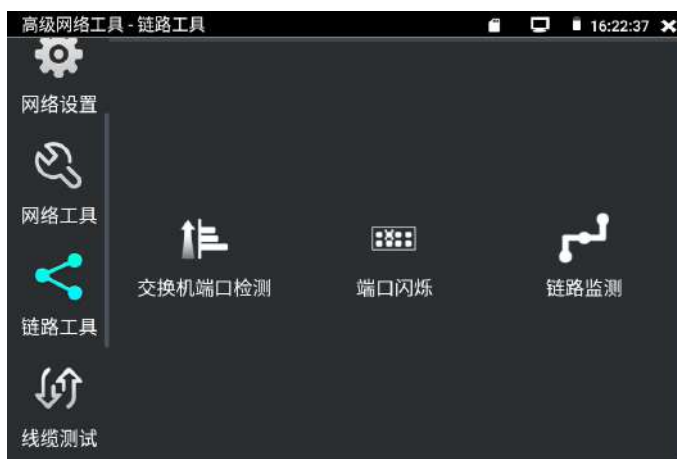 高级网络工具 - 链路工具
16:22:37
网络设置
网络工具
链路工具
线缆测试
交换机端口检测
端口闪烁
链路监测